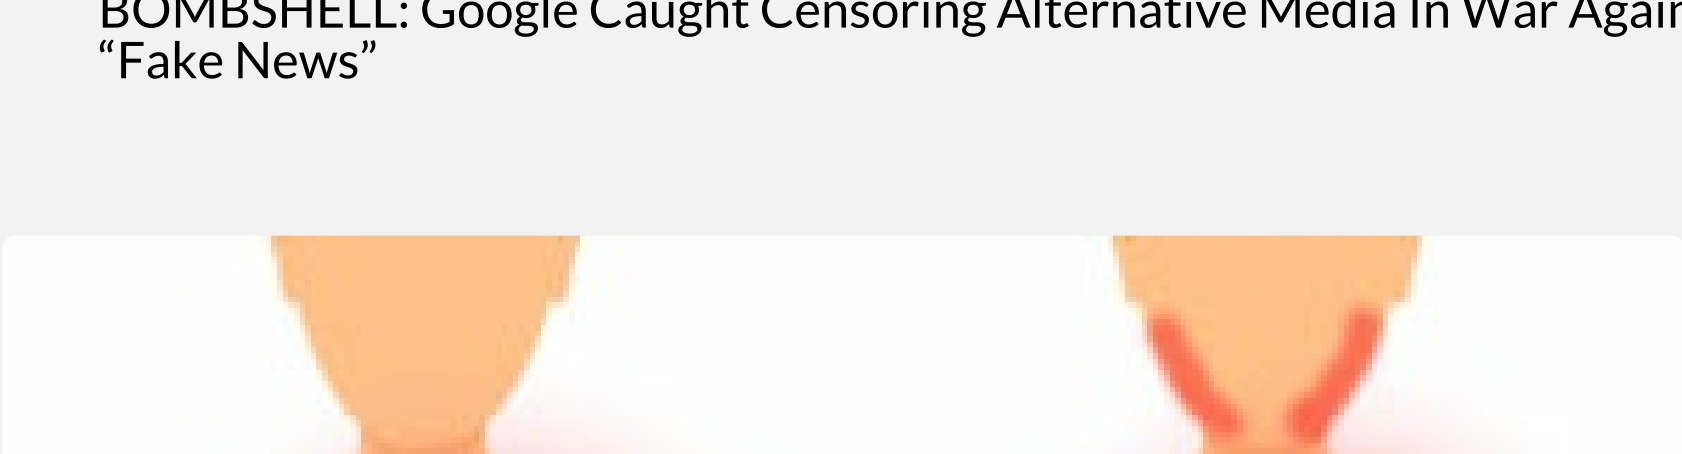 BOMBSHELL: Google Caught Censoring Alternative Media In War
“Fake News”